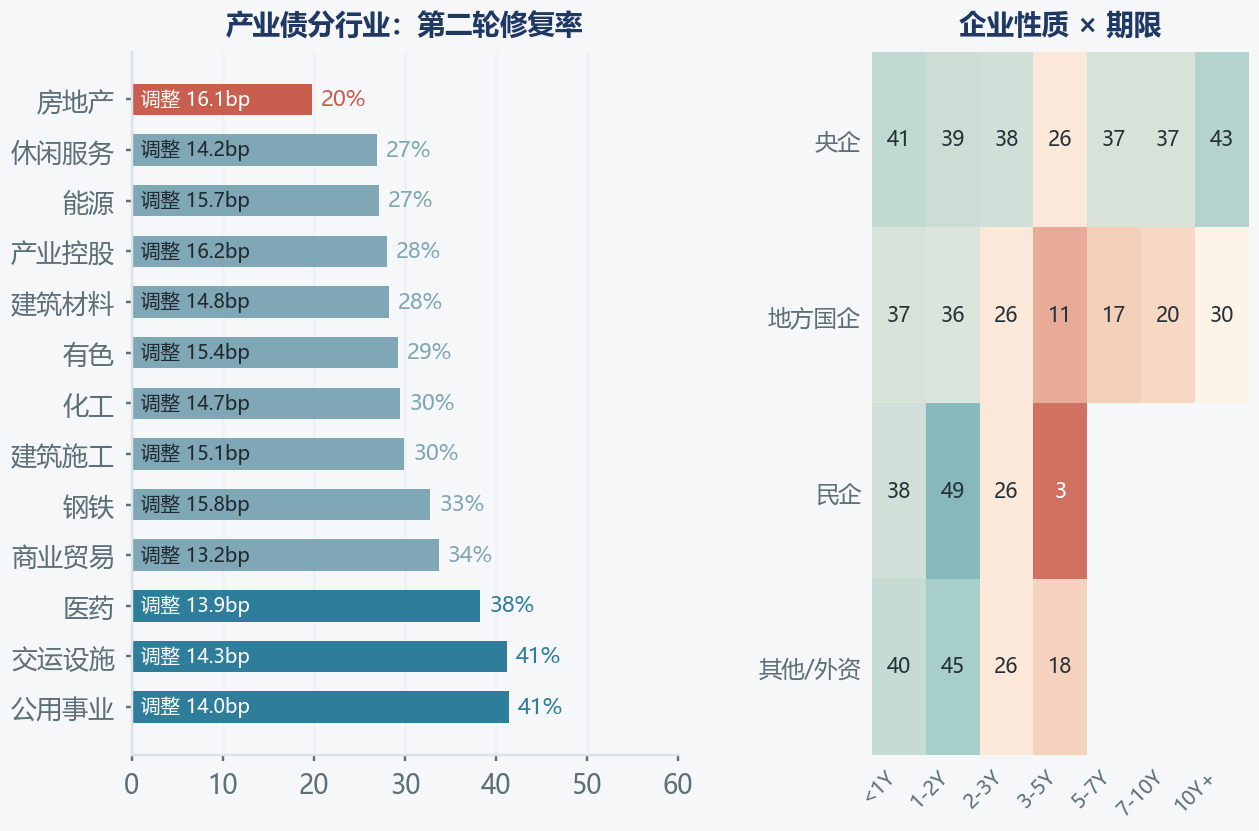 产业债分行业：第二轮修复率
房地产 调整 16.1bp 20%
休闲服务 调整 14.2bp 27%
能源 调整 15.7bp 27%
产业控股 调整 16.2bp 28%
建筑材料 调整 14.8bp 28%
有色 调整 15.4bp 29%
化工 调整 14.7bp 30%
建筑施工 调整 15.1bp 30%
钢铁 调整 15.8bp 33%
商业贸易 调整 13.2bp 34%
医药 调整 13.9bp 38%
交运设施 调整 14.3bp 41%
公用事业 调整 14.0bp 41%
0 10 20 30 40 50 60
企业性质 × 期限
央企 41 39 38 26 37 37 43
地方国企 37 36 26 11 17 20 30
民企 38 49 26 3
其他/外资 40 45 26 18
<1Y 1-2Y 2-3Y 3-5Y 5-7Y 7-10Y 10Y+